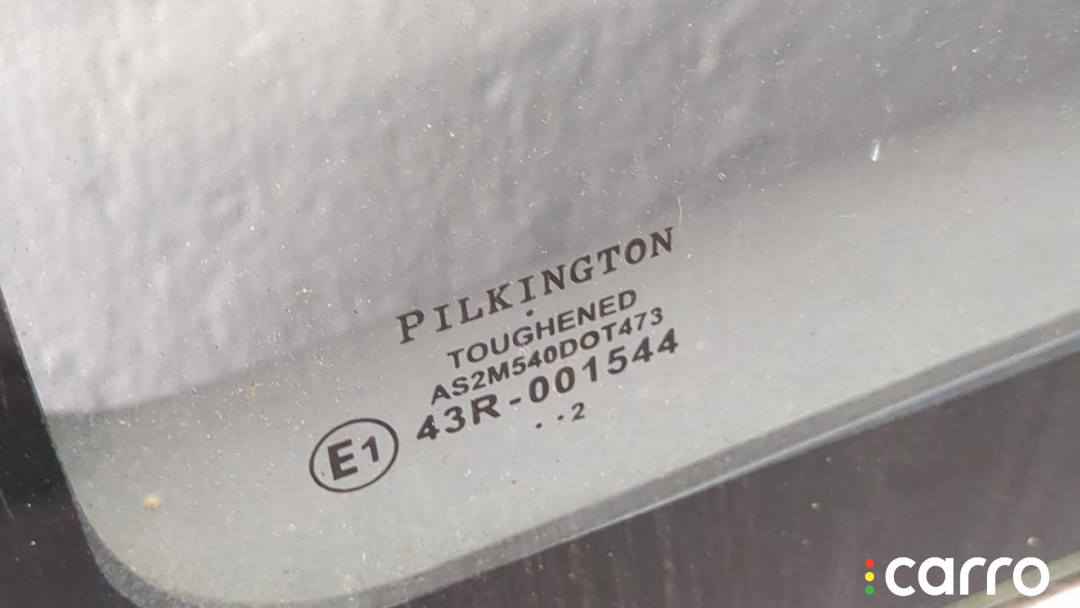 PILKINGTON
TOUGHENED
AS2M540DOT473
E1 43R-001544
. .2
carro